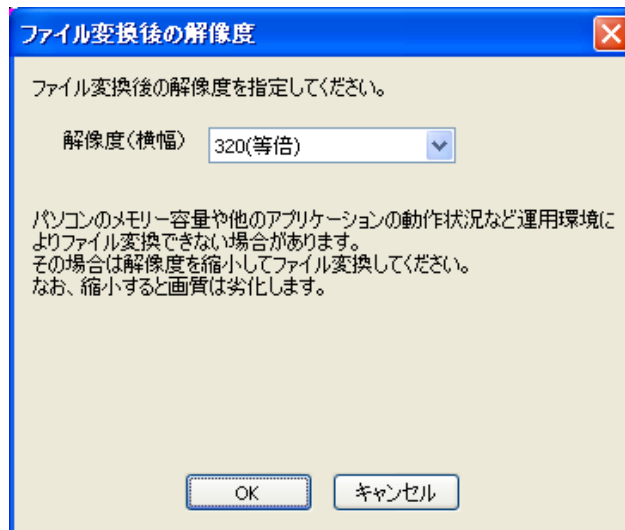 ファイル変換後の解像度
ファイル変換後の解像度を指定してください。
解像度(横幅) 320(等倍)
パソコンのメモリー容量や他のアプリケーションの動作状況など運用環境に
よりファイル変換できない場合があります。
その場合は解像度を縮小してファイル変換してください。
なお、縮小すると画質は劣化します。
OK キャンセル